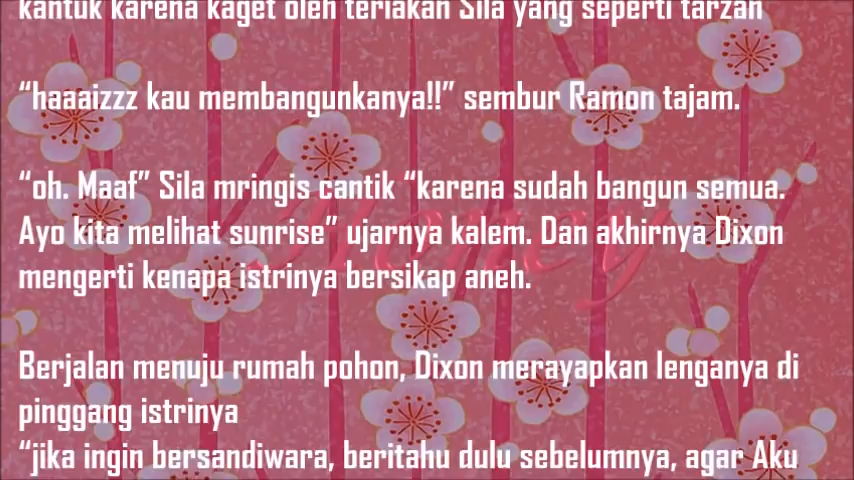 kantuk karena kaget oleh teriakan Sila yang seperti tarzan
“haaaizzz kau membangunkanya!!” sembur Ramon tajam.
“oh. Maaf” Sila mringis cantik “karena sudah bangun semua.
Ayo kita melihat sunrise” ujarnya kalem. Dan akhirnya Dixon
mengerti kenapa istrinya bersikap aneh.
Berjalan menuju rumah pohon, Dixon merayapkan lenganya di
pinggang istrinya
“jika ingin bersandiwara, beritahu dulu sebelumnya, agar Aku